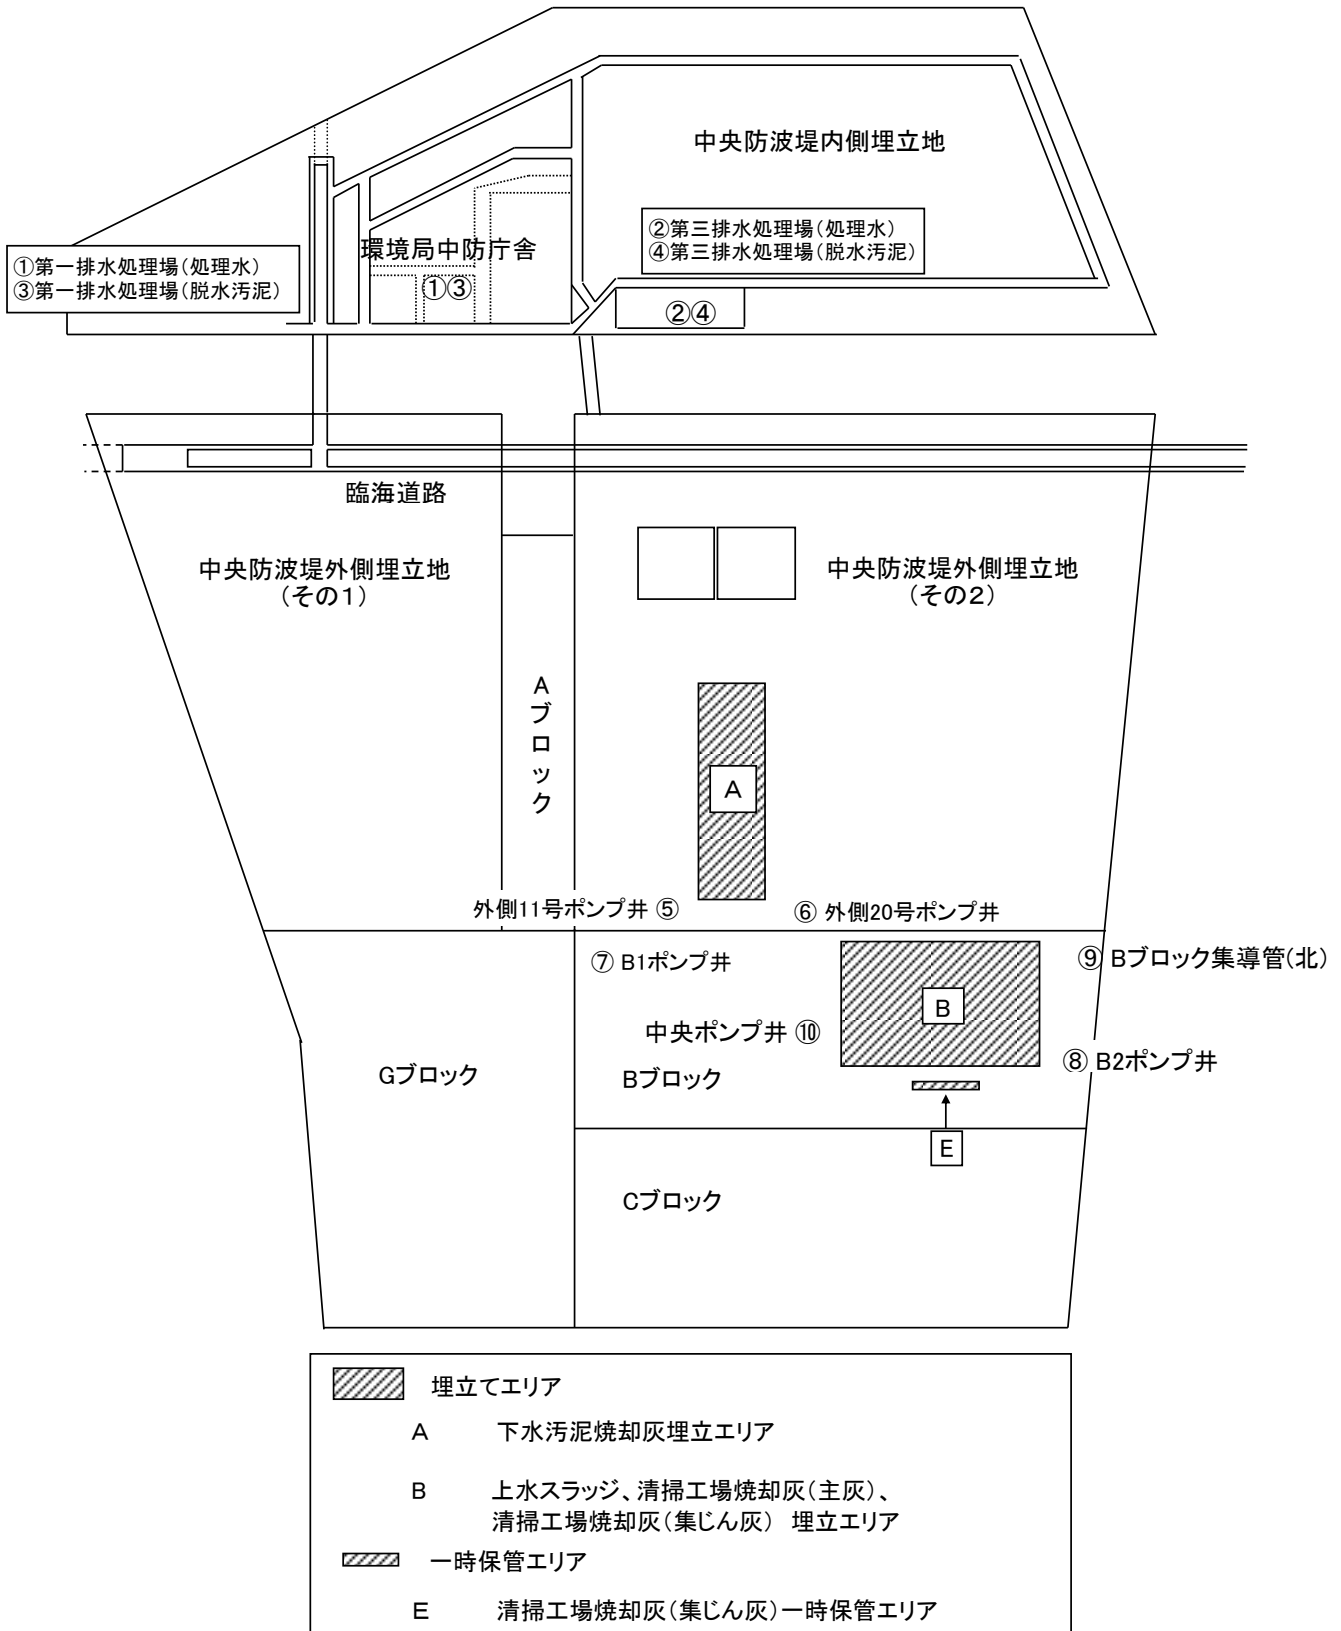 中央防波堤内側埋立地
②第三排水処理場(処理水)
④第三排水処理場(脱水汚泥)
環境局中防庁舎
①第一排水処理場(処理水)
③第一排水処理場(脱水汚泥)
①③
②④
臨海道路
中央防波堤外側埋立地
(その1)
中央防波堤外側埋立地
(その2)
Aブロック
A
外側11号ポンプ井 ⑤
⑥ 外側20号ポンプ井
⑦ B1ポンプ井
⑨ Bブロック集導管(北)
B
中央ポンプ井 ⑩
⑧ B2ポンプ井
Gブロック
Bブロック
E
Cブロック
埋立てエリア
A 下水汚泥焼却灰埋立エリア
B 上水スラッジ、清掃工場焼却灰(主灰)、
清掃工場焼却灰(集じん灰) 埋立エリア
一時保管エリア
E 清掃工場焼却灰(集じん灰)一時保管エリア